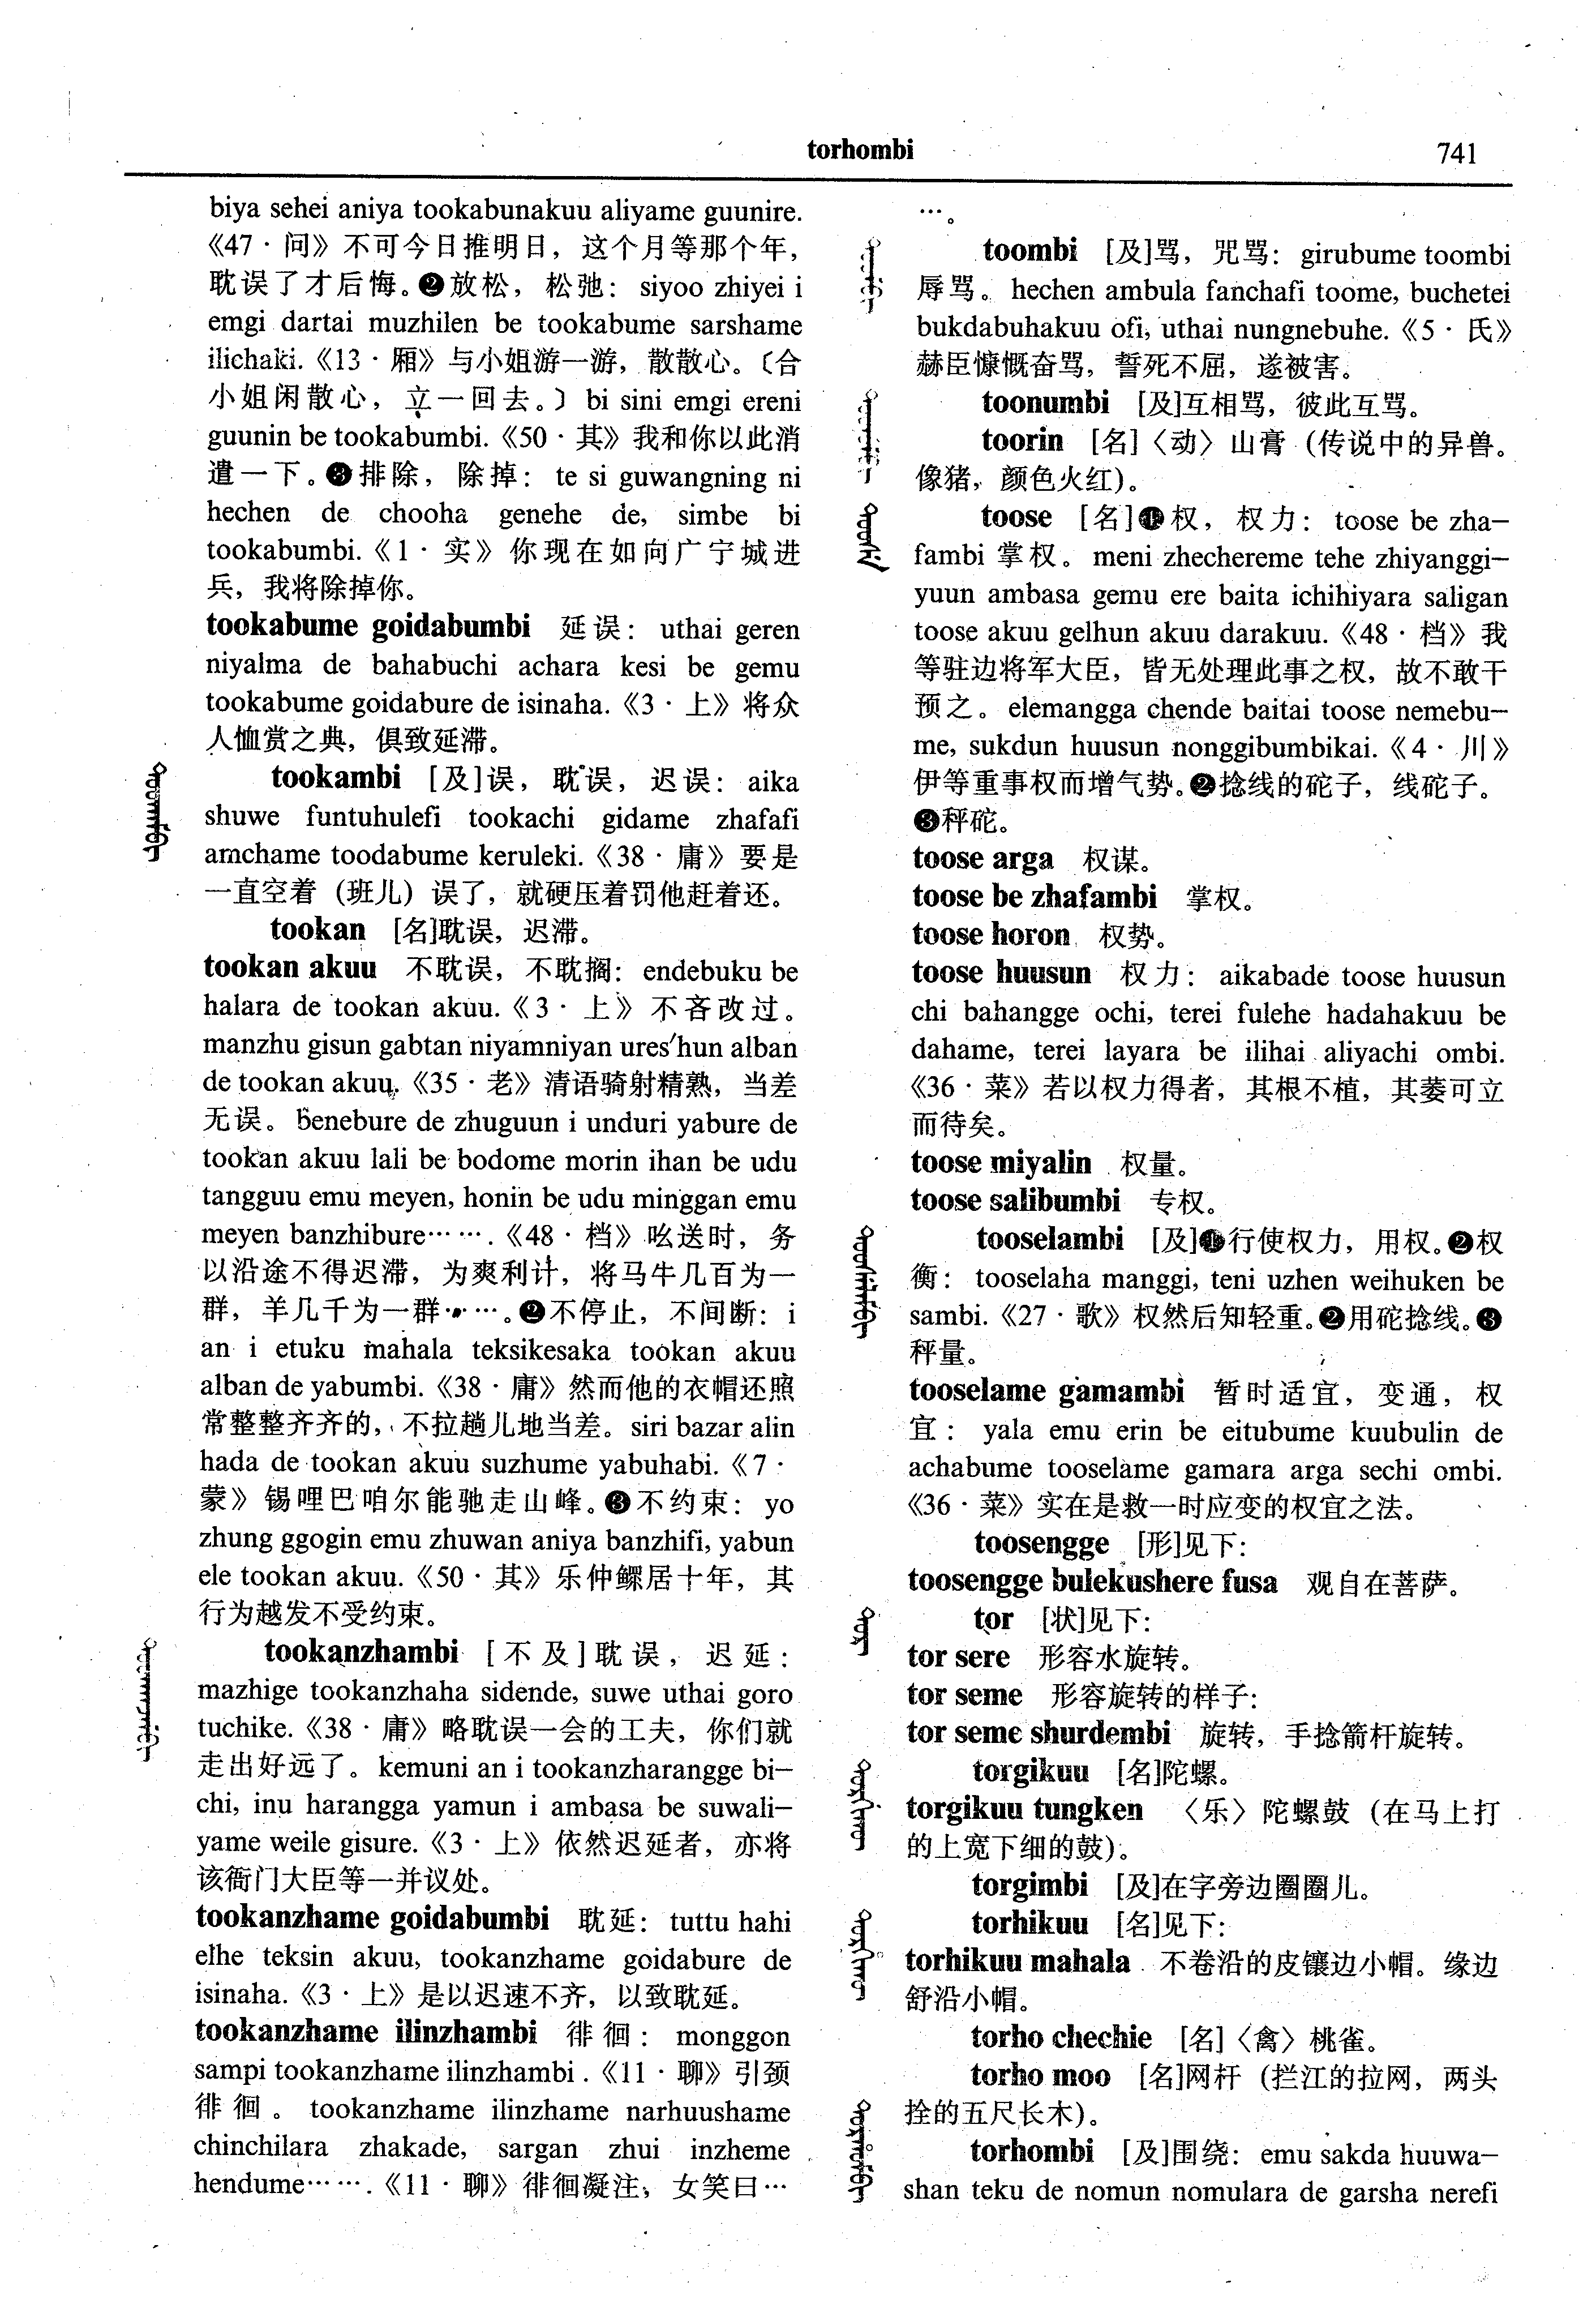 torhombi
741
biya sehei aniya tookabunakuu aliyame guunire.
《47·问》不可今日推明日，这个月等那个年，
耽误了才后悔。❷放松，松弛：siyoo zhiyei i
emgi dartai muzhilen be tookabume sarshame
ilichaki.《13·厢》与小姐游一游，散散心。〔合
小姐闲散心，立一回去。〕bi sini emgi ereni
guunin be tookabumbi.《50·其》我和你以此消
遣一下。❸排除，除掉：te si guwangning ni
hechen de chooha genehe de, simbe bi
tookabumbi.《1·实》你现在如向广宁城进
兵，我将除掉你。
tookabume goidabumbi 延误：uthai geren
niyalma de bahabuchi achara kesi be gemu
tookabume goidabure de isinaha.《3·上》将众
人恤赏之典，俱致延滞。
tookambi [及]误，耽误，迟误：aika
shuwe funtuhulefi tookachi gidame zhafafi
amchame toodabume keruleki.《38·庸》要是
一直空着（班儿）误了，就硬压着罚他赶着还。
tookan [名]耽误，迟滞。
tookan akuu 不耽误，不耽搁：endebuku be
halara de tookan akuu.《3·上》不吝改过。
manzhu gisun gabtan niyamniyan ures'hun alban
de tookan akuu.《35·老》清语骑射精熟，当差
无误。benebure de zhuguun i unduri yabure de
tookan akuu lali be bodome morin ihan be udu
tangguu emu meyen, honin be udu minggan emu
meyen banzhibure…….《48·档》吆送时，务
以沿途不得迟滞，为爽利计，将马牛几百为一
群，羊几千为一群……。❷不停止，不间断：i
an i etuku mahala teksikesaka tookan akuu
alban de yabumbi.《38·庸》然而他的衣帽还照
常整整齐齐的，不拉趟儿地当差。siri bazar alin
hada de tookan akuu suzhume yabuhabi.《7·
蒙》锡哩巴咱尔能驰走山峰。❸不约束：yo
zhung ggogin emu zhuwan aniya banzhifi, yabun
ele tookan akuu.《50·其》乐仲鳏居十年，其
行为越发不受约束。
tookanzhambi [不及]耽误，迟延：
mazhige tookanzhaha sidende, suwe uthai goro
tuchike.《38·庸》略耽误一会的工夫，你们就
走出好远了。kemuni an i tookanzharangge bi-
chi, inu harangga yamun i ambasa be suwali-
yame weile gisure.《3·上》依然迟延者，亦将
该衙门大臣等一并议处。
tookanzhame goidabumbi 耽延：tuttu hahi
elhe teksin akuu, tookanzhame goidabure de
isinaha.《3·上》是以迟速不齐，以致耽延。
tookanzhame ilinzhambi 徘徊：monggon
sampi tookanzhame ilinzhambi.《11·聊》引颈
徘徊。tookanzhame ilinzhame narhuushame
chinchilara zhakade, sargan zhui inzheme
hendume…….《11·聊》徘徊凝注，女笑曰…
…。
toombi [及]骂，咒骂：girubume toombi
辱骂。hechen ambula fanchafi toome, buchetei
bukdabuhakuu ofi, uthai nungnebuhe.《5·氏》
赫臣慷慨奋骂，誓死不屈，遂被害。
toonumbi [及]互相骂，彼此互骂。
toorin [名]〈动〉山膏（传说中的异兽。
像猪，颜色火红）。
toose [名]❶权，权力：toose be zha-
fambi 掌权。meni zhechereme tehe zhiyanggi-
yuun ambasa gemu ere baita ichihiyara saligan
toose akuu gelhun akuu darakuu.《48·档》我
等驻边将军大臣，皆无处理此事之权，故不敢干
预之。elemangga chende baitai toose nemebu-
me, sukdun huusun nonggibumbikai.《4·川》
伊等重事权而增气势。❷捻线的砣子，线砣子。
❸秤砣。
toose arga 权谋。
toose be zhafambi 掌权。
toose horon 权势。
toose huusun 权力：aikabade toose huusun
chi bahangge ochi, terei fulehe hadahakuu be
dahame, terei layara be ilihai aliyachi ombi.
《36·菜》若以权力得者，其根不植，其萎可立
而待矣。
toose miyalin 权量。
toose salibumbi 专权。
tooselambi [及]❶行使权力，用权。❷权
衡：tooselaha manggi, teni uzhen weihuken be
sambi.《27·歌》权然后知轻重。❷用砣捻线。❸
秤量。
tooselame gamambi 暂时适宜，变通，权
宜：yala emu erin be eitubume kuubulin de
achabume tooselame gamara arga sechi ombi.
《36·菜》实在是救一时应变的权宜之法。
toosengge [形]见下：
toosengge bulekushere fusa 观自在菩萨。
tor [状]见下：
tor sere 形容水旋转。
tor seme 形容旋转的样子：
tor seme shurdembi 旋转，手捻箭杆旋转。
torgikuu [名]陀螺。
torgikuu tungken 〈乐〉陀螺鼓（在马上打
的上宽下细的鼓）。
torgimbi [及]在字旁边圈圈儿。
torhikuu [名]见下：
torhikuu mahala 不卷沿的皮镶边小帽。缘边
舒沿小帽。
torho chechie [名]〈禽〉桃雀。
torho moo [名]网杆（拦江的拉网，两头
拴的五尺长木）。
torhombi [及]围绕：emu sakda huuwa-
shan teku de nomun nomulara de garsha nerefi